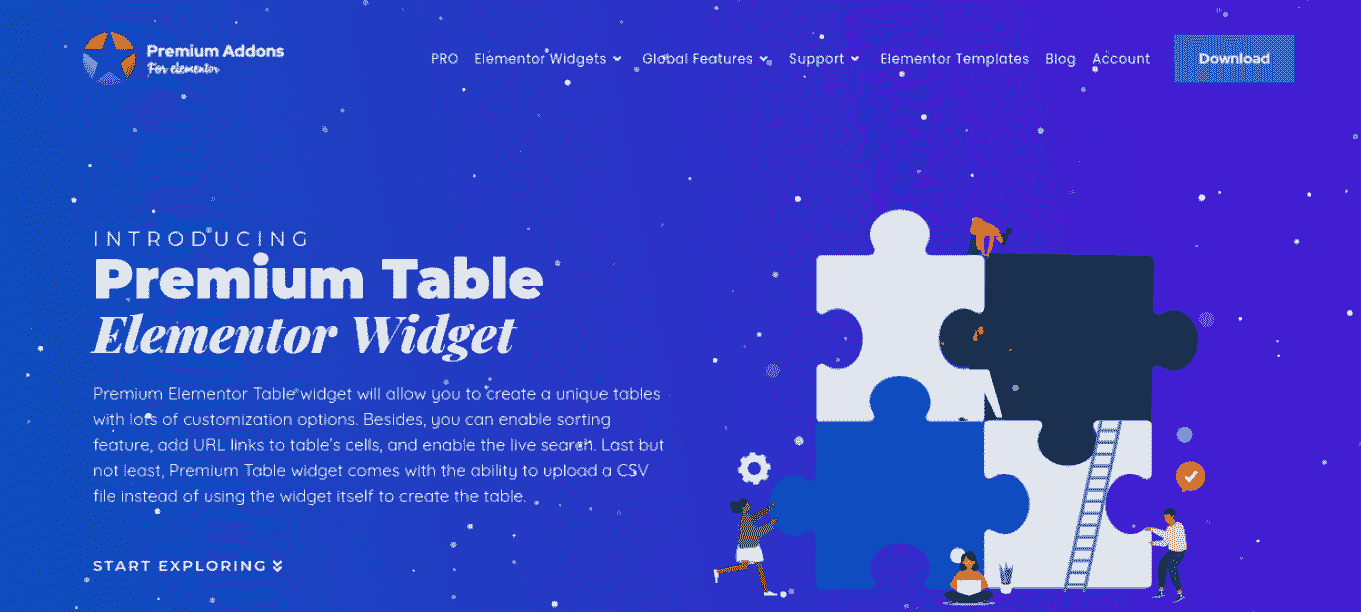 Premium Addons
For elementor
PRO Elementor Widgets Global Features Support Elementor Templates Blog Account Download
INTRODUCING
Premium Table
Elementor Widget
Premium Elementor Table widget will allow you to create a unique tables
with lots of customization options. Besides, you can enable sorting
feature, add URL links to table's cells, and enable the live search. Last but
not least, Premium Table widget comes with the ability to upload a CSV
file instead of using the widget itself to create the table.
START EXPLORING